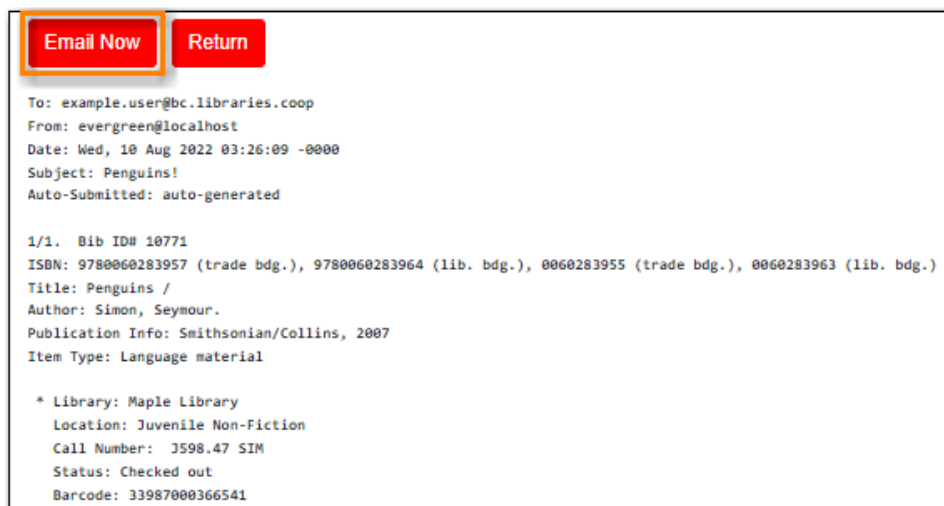 Email Now Return
To: example.user@bc.libraries.coop
From: evergreen@localhost
Date: Wed, 10 Aug 2022 03:26:09 -0000
Subject: Penguins!
Auto-Submitted: auto-generated
1/1. Bib ID# 10771
ISBN: 9780060283957 (trade bdg.), 9780060283964 (lib. bdg.), 0060283955 (trade bdg.), 0060283963 (lib. bdg.)
Title: Penguins /
Author: Simon, Seymour.
Publication Info: Smithsonian/Collins, 2007
Item Type: Language material
* Library: Maple Library
Location: Juvenile Non-Fiction
Call Number: J598.47 SIM
Status: Checked out
Barcode: 33987000366541